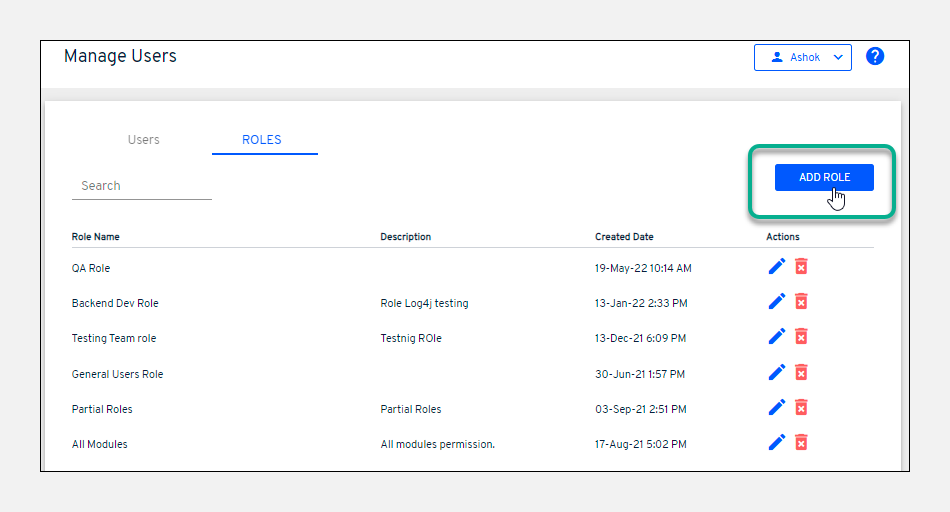 Manage Users
Ashok
?
Users ROLES
Search
ADD ROLE
Role Name Description Created Date Actions
QA Role 19-May-22 10:14 AM
Backend Dev Role Role Log4j testing 13-Jan-22 2:33 PM
Testing Team role Testnig ROle 13-Dec-21 6:09 PM
General Users Role 30-Jun-21 1:57 PM
Partial Roles Partial Roles 03-Sep-21 2:51 PM
All Modules All modules permission. 17-Aug-21 5:02 PM